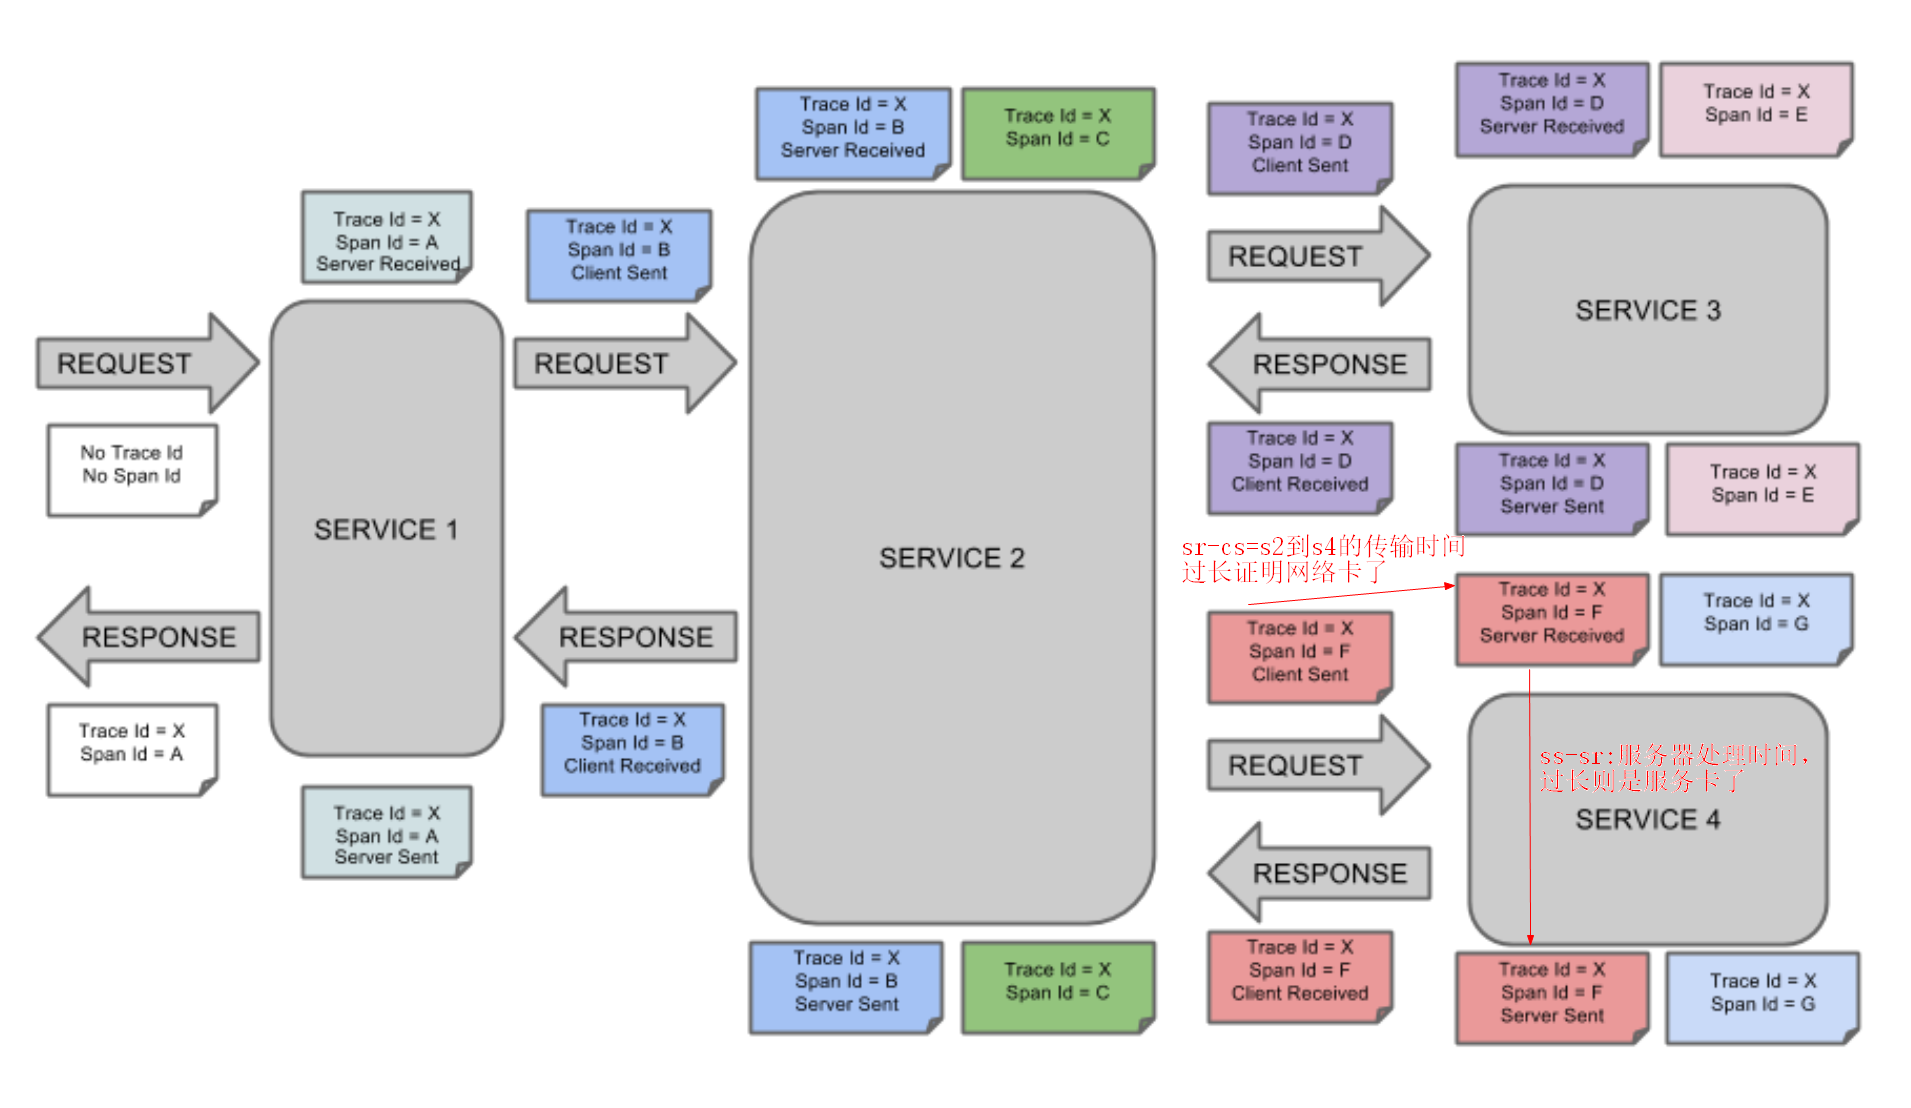 Trace Id = X
Span Id = A
Server Received
REQUEST
No Trace Id
No Span Id
SERVICE 1
RESPONSE
Trace Id = X
Span Id = A
Trace Id = X
Span Id = A
Server Sent
Trace Id = X
Span Id = B
Client Sent
REQUEST
RESPONSE
Trace Id = X
Span Id = B
Client Received
Trace Id = X
Span Id = B
Server Received
Trace Id = X
Span Id = C
SERVICE 2
Trace Id = X
Span Id = B
Server Sent
Trace Id = X
Span Id = C
Trace Id = X
Span Id = D
Client Sent
REQUEST
RESPONSE
Trace Id = X
Span Id = D
Client Received
Trace Id = X
Span Id = D
Server Received
Trace Id = X
Span Id = E
SERVICE 3
Trace Id = X
Span Id = D
Server Sent
Trace Id = X
Span Id = E
sr-cs=s2到s4的传输时间
过长证明网络卡了
Trace Id = X
Span Id = F
Client Sent
REQUEST
RESPONSE
Trace Id = X
Span Id = F
Client Received
Trace Id = X
Span Id = F
Server Received
Trace Id = X
Span Id = G
ss-sr:服务器处理时间，
过长则是服务卡了
SERVICE 4
Trace Id = X
Span Id = F
Server Sent
Trace Id = X
Span Id = G